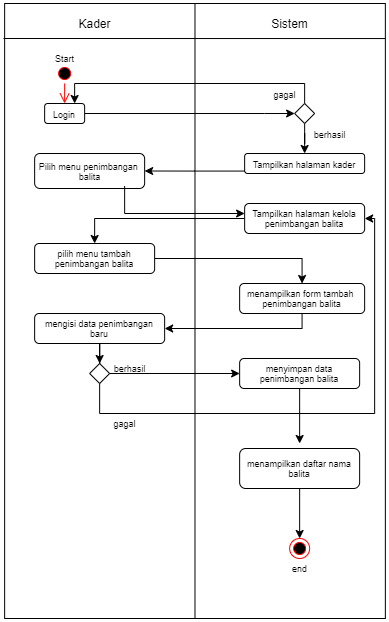 Kader
Sistem
Start
gagal
Login
berhasil
Pilih menu penimbangan
balita
Tampilkan halaman kader
Tampilkan halaman kelola
penimbangan balita
pilih menu tambah
penimbangan balita
menampilkan form tambah
penimbangan balita
mengisi data penimbangan
baru
berhasil
menyimpan data
penimbangan balita
gagal
menampilkan daftar nama
balita
end